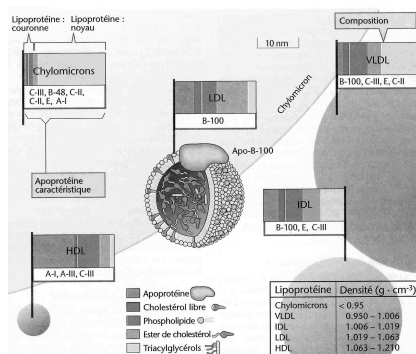 Lipoprotéine : couronne
Lipoprotéine : noyau
Chylomicrons
C-III, B-48, C-II,
C-II, E, A-I
Apoprotéine
caractéristique
10 nm
Chylomicron
Composition
VLDL
B-100, C-III, E, C-II
LDL
B-100
Apo-B-100
IDL
B-100, E, C-III
HDL
A-I, A-III, C-III
Apoprotéine
Cholestérol libre
Phospholipide
Ester de cholestérol
Triacylgcérols
Lipoprotéine Densité (g · cm-³)
Chylomicrons < 0.95
VLDL 0.950 – 1.006
IDL 1.006 – 1.019
LDL 1.019 – 1.063
HDL 1.063 – 1.210